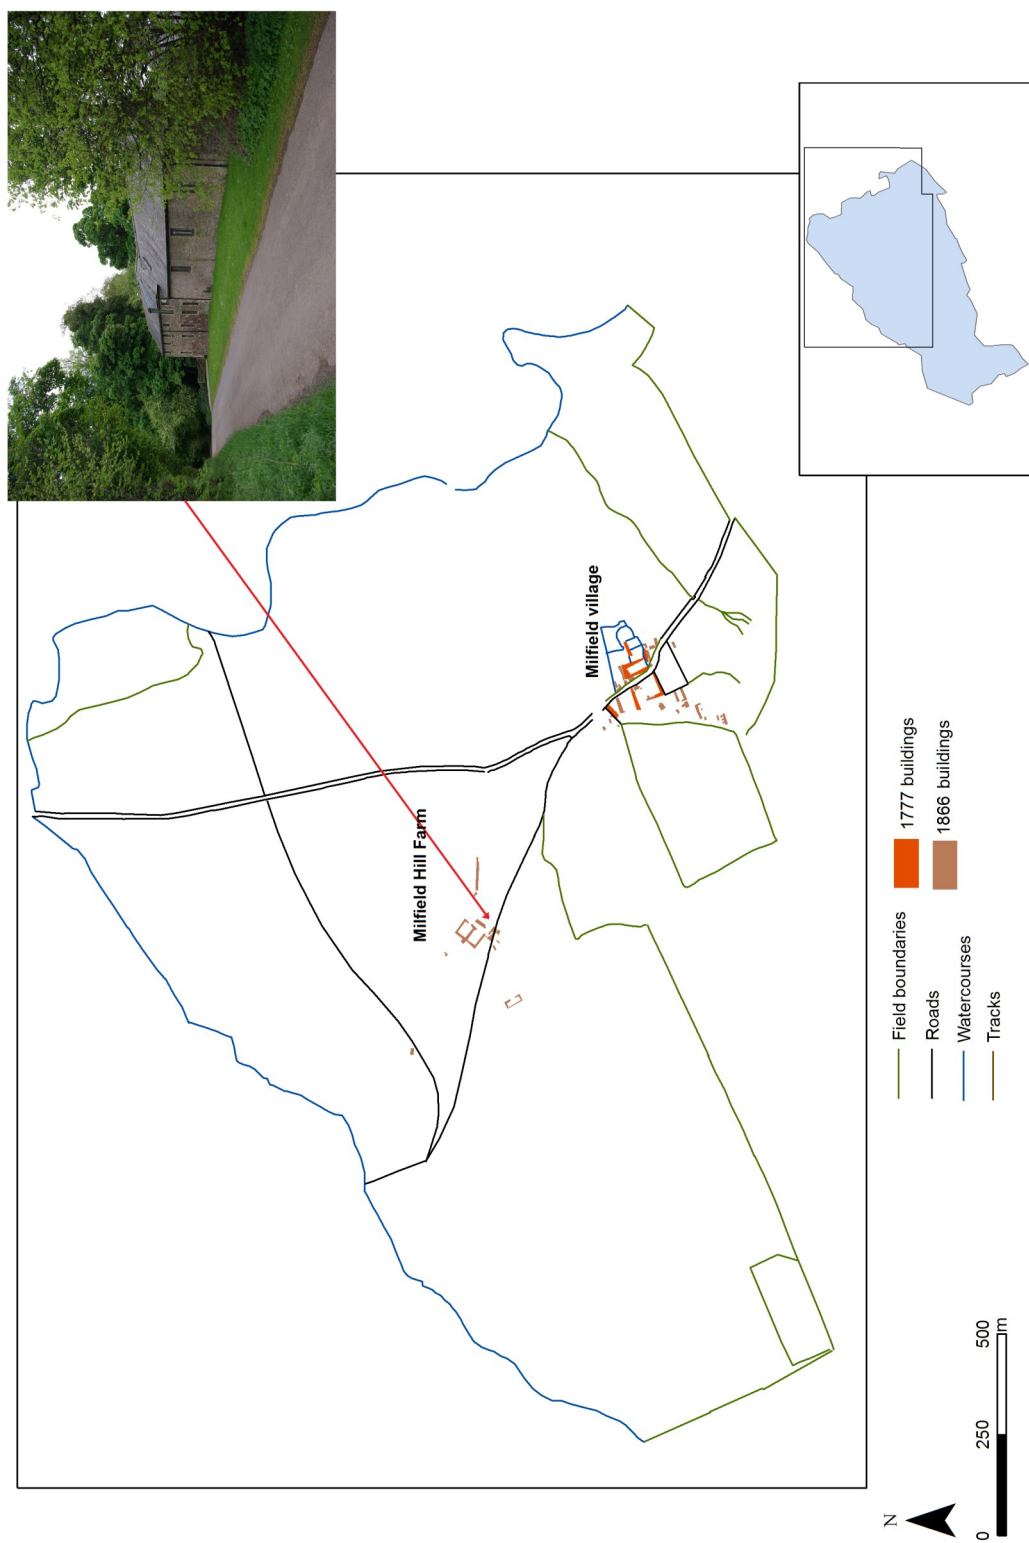 Milfield Hill Farm
Milfield village
N
0 250 500
m
Field boundaries
Roads
Watercourses
Tracks
1777 buildings
1866 buildings